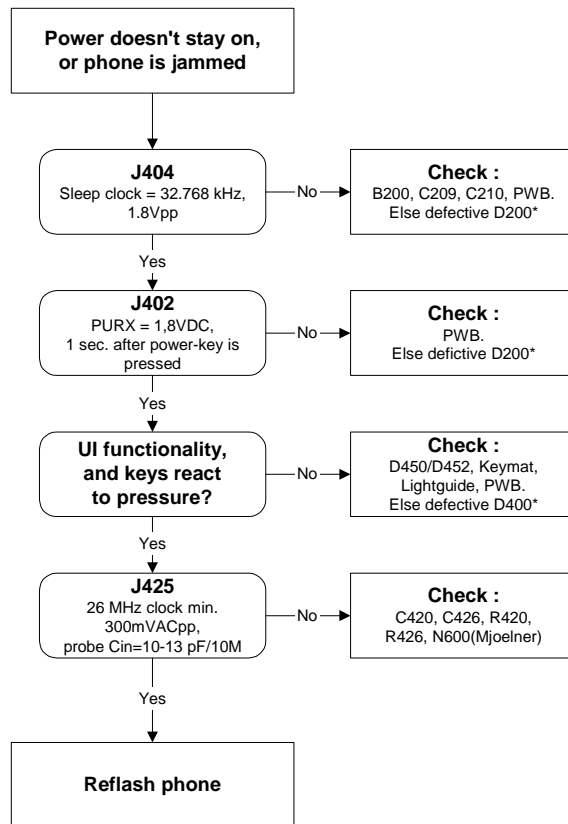 Power doesn't stay on,
or phone is jammed
J404
Sleep clock = 32.768 kHz,
1.8Vpp
No
Check :
B200, C209, C210, PWB.
Else defective D200*
Yes
J402
PURX = 1,8VDC,
1 sec. after power-key is
pressed
No
Check :
PWB.
Else defictive D200*
Yes
UI functionality,
and keys react
to pressure?
No
Check :
D450/D452, Keymat,
Lightguide, PWB.
Else defective D400*
Yes
J425
26 MHz clock min.
300mVACpp,
probe Cin=10-13 pF/10M
No
Check :
C420, C426, R420,
R426, N600(Mjoelner)
Yes
Reflash phone